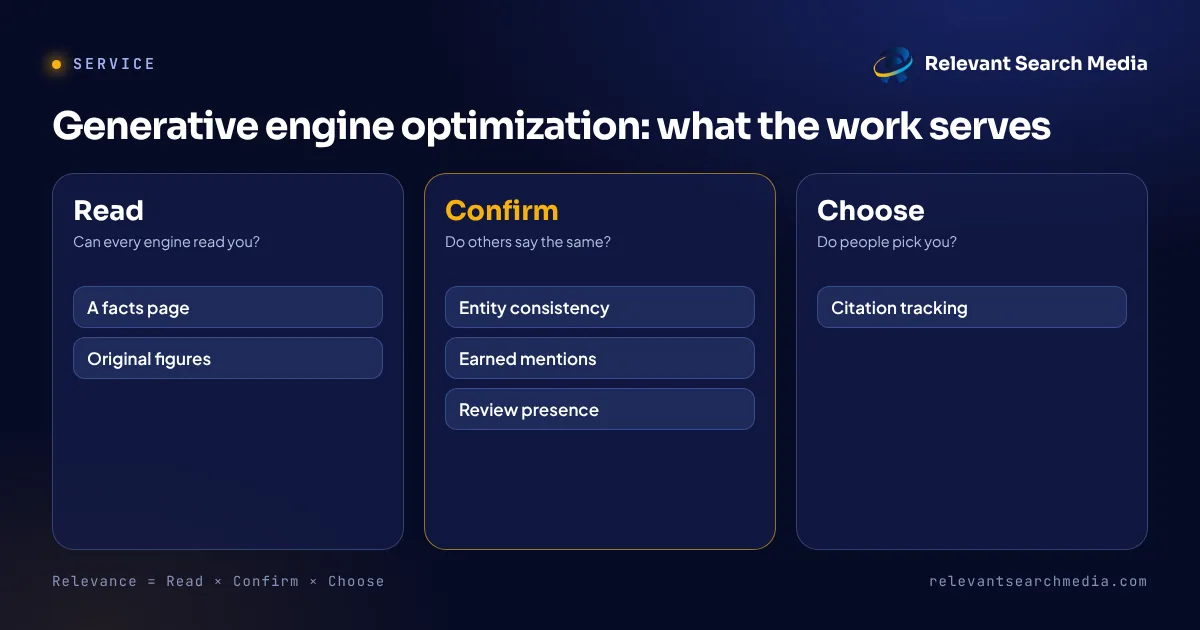 SERVICE
Relevant Search Media
Generative engine optimization: what the work serves
Read
Can every engine read you?
A facts page
Original figures
Confirm
Do others say the same?
Entity consistency
Earned mentions
Review presence
Choose
Do people pick you?
Citation tracking
Relevance = Read × Confirm × Choose
relevantsearchmedia.com